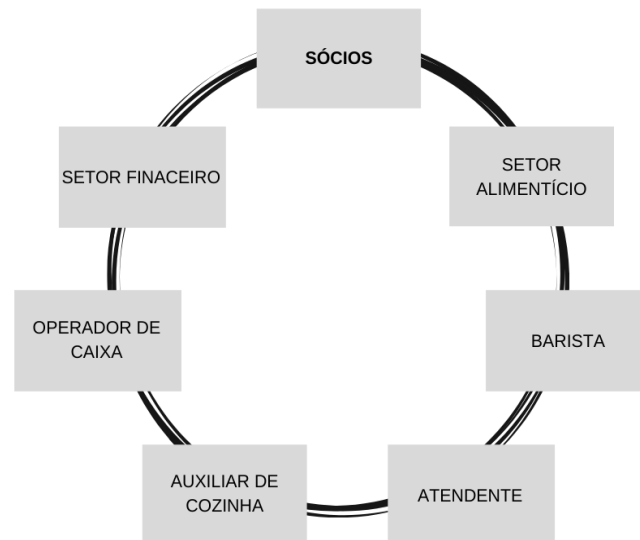 SÓCIOS
SETOR FINACEIRO
SETOR
ALIMENTÍCIO
OPERADOR DE
CAIXA
BARISTA
AUXILIAR DE
COZINHA
ATENDENTE